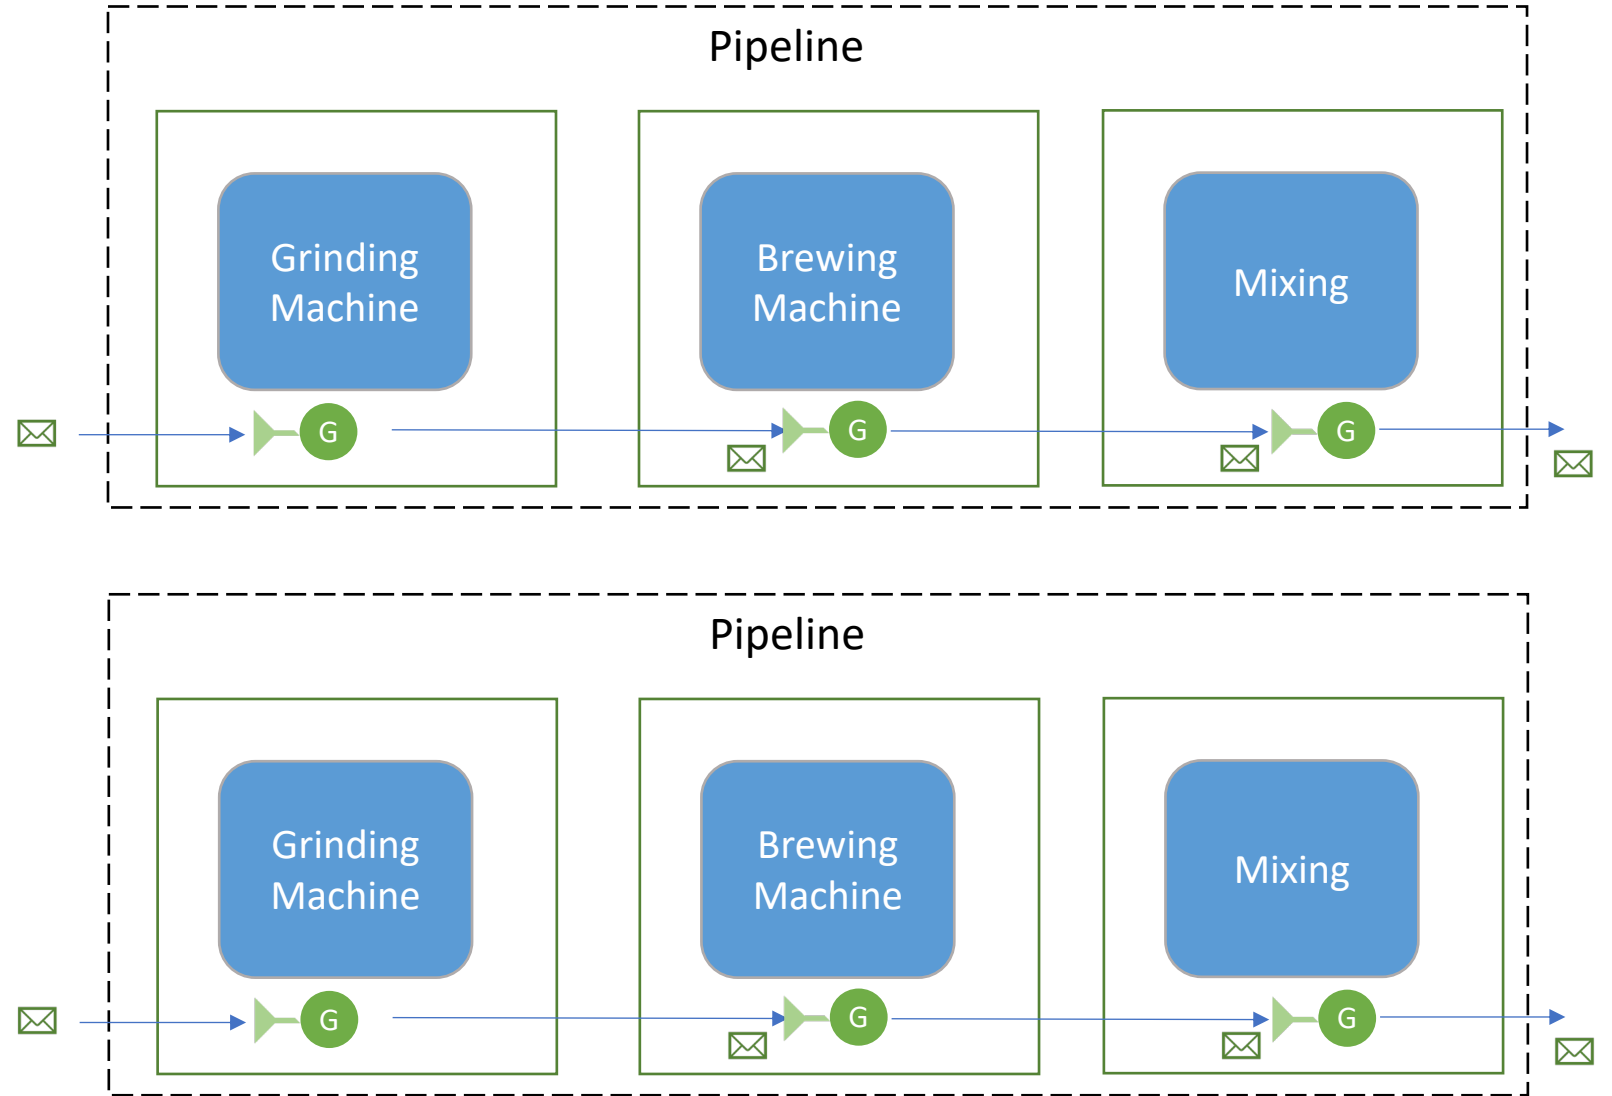 Pipeline
Grinding
Machine
Brewing
Machine
Mixing
G
G
G
Pipeline
Grinding
Machine
Brewing
Machine
Mixing
G
G
G